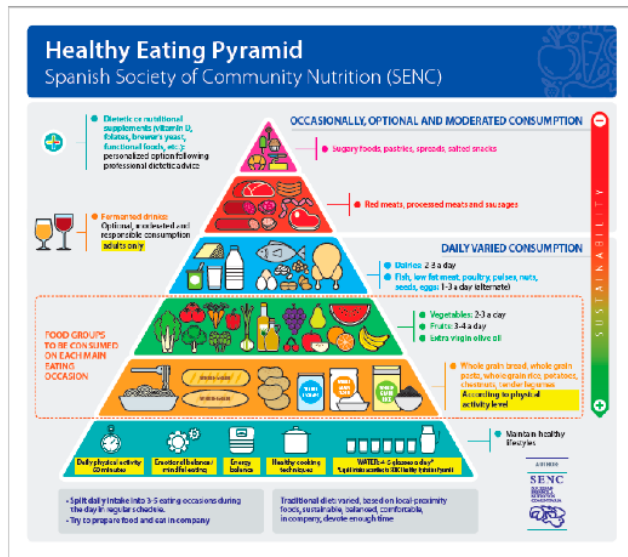 Healthy Eating Pyramid
Spanish Society of Community Nutrition (SENC)
Dietetic or nutritional
supplements (vitamin D,
folates, brewer's yeast,
functional foods, etc.):
personalized option following
professional dietetic advice
OCCASIONALLY, OPTIONAL AND MODERATED CONSUMPTION
Sugary foods, pastries, spreads, salted snacks
Red meats, processed meats and sausages
Fermented drinks:
Optional, moderated and
responsible consumption
adults only
DAILY VARIED CONSUMPTION
Dairies: 2-3 a day
Fish, low fat meat, poultry, pulses, nuts,
seeds, eggs: 1-3 a day (alternate)
SUSTAINABILITY
FOOD GROUPS
TO BE CONSUMED
ON EACH MAIN
EATING
OCCASION
Vegetables: 2-3 a day
Fruits: 3-4 a day
Extra virgin olive oil
Whole grain bread, whole grain
pasta, whole grain rice, potatoes,
chestnuts, tender legumes
According to physical
activity level
Maintain healthy
lifestyles
Daily physical activity
60 minutes
Emotional balance/
mindful eating
Energy
balance
Healthy cooking
techniques
WATER: 4-6 glasses a day*
- Split daily intake into 3-5 eating occasions during
the day in regular schedule.
- Try to prepare food and eat in company
Traditional diet: varied, based on local-proximity
foods, sustainable, balanced, comfortable,
in company, devote enough time.
SENC